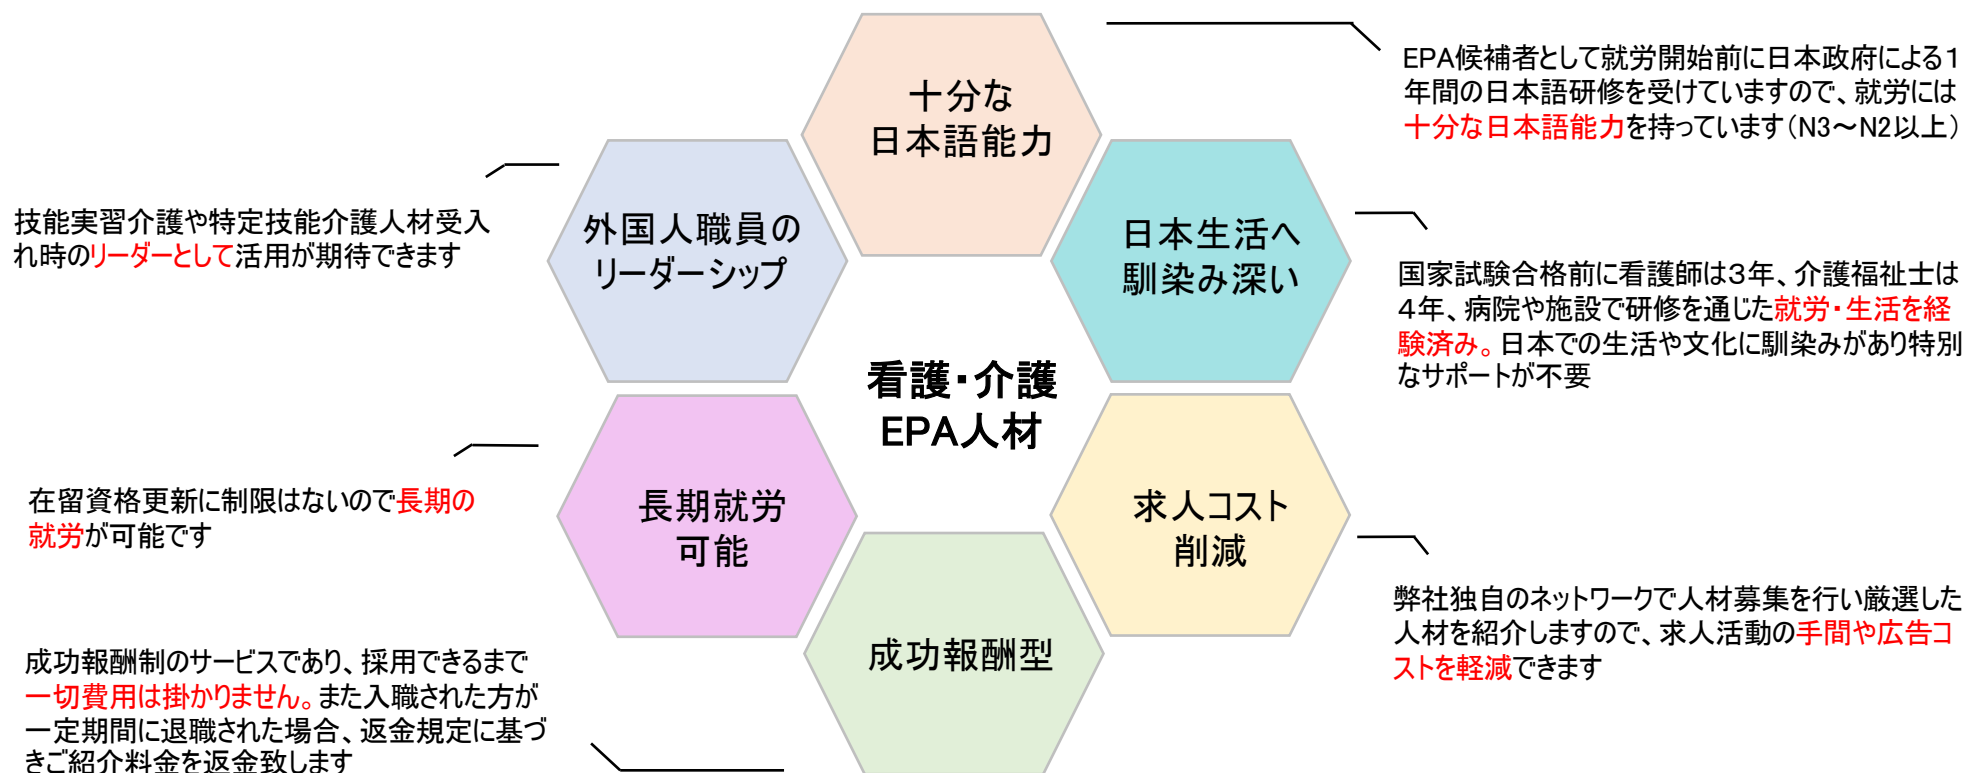 十分な
日本語能力
EPA候補者として就労開始前に日本政府による1
年間の日本語研修を受けていますので、就労には
十分な日本語能力を持っています（N3～N2以上）
外国人職員の
リーダーシップ
技能実習介護や特定技能介護人材受入
れ時のリーダーとして活用が期待できます
日本生活へ
馴染み深い
国家試験合格前に看護師は３年、介護福祉士は
４年、病院や施設で研修を通じた就労・生活を経
験済み。日本での生活や文化に馴染みがあり特別
なサポートが不要
看護・介護
EPA人材
長期就労
可能
在留資格更新に制限はないので長期の
就労が可能です
求人コスト
削減
弊社独自のネットワークで人材募集を行い厳選した
人材を紹介しますので、求人活動の手間や広告コ
ストを軽減できます
成功報酬型
成功報酬制のサービスであり、採用できるまで
一切費用は掛かりません。また入職された方が
一定期間に退職された場合、返金規定に基づ
きご紹介料金を返金致します